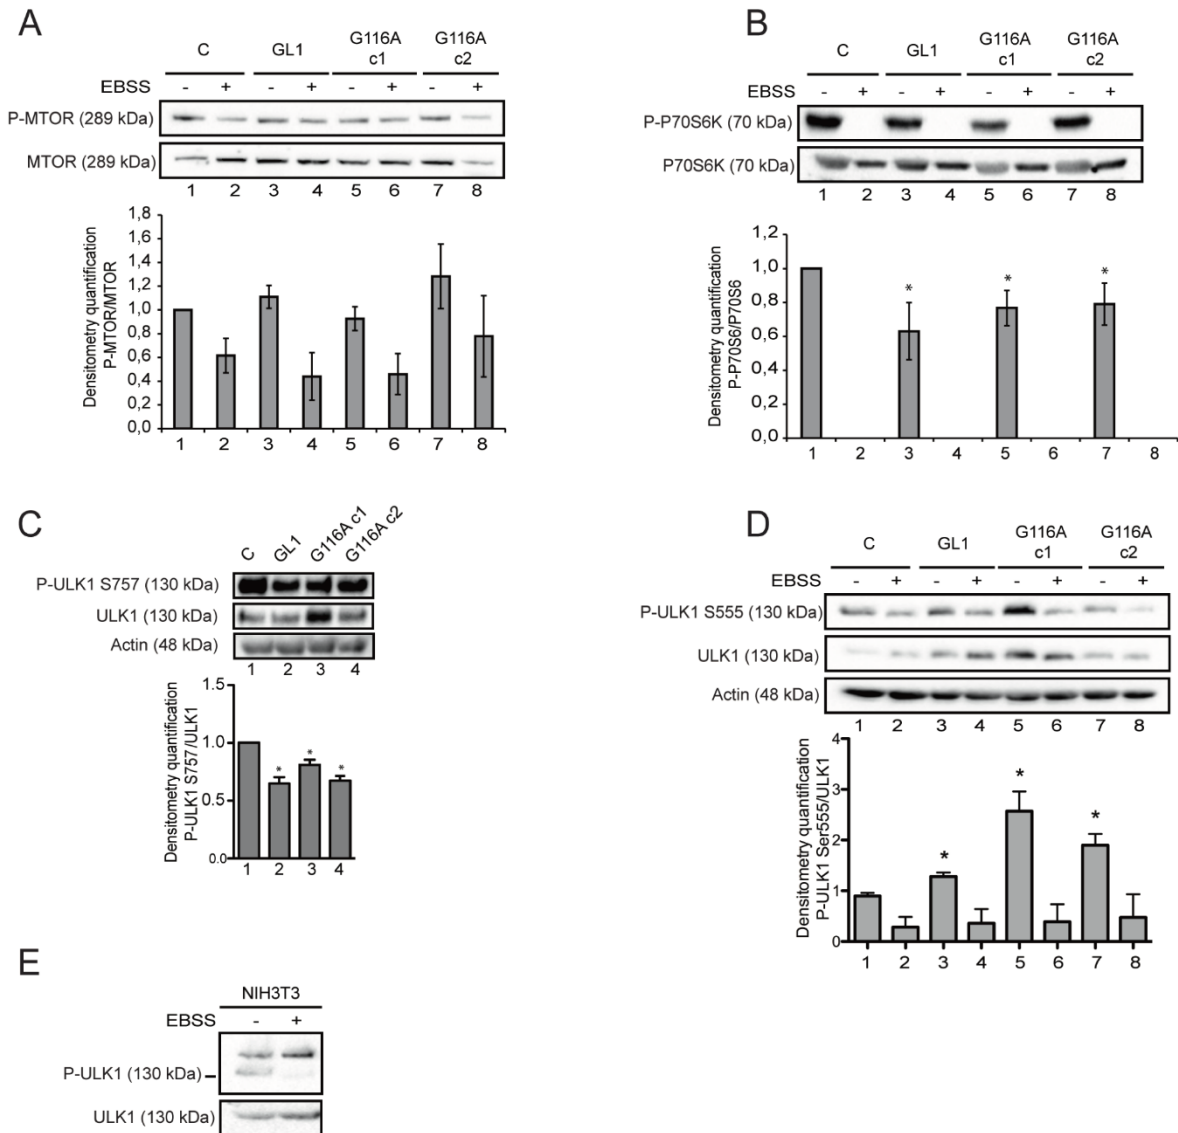 A
C GL1 G116A c1 G116A c2
EBSS - + - + - + - +
P-MTOR (289 kDa)
MTOR (289 kDa)
1 2 3 4 5 6 7 8
Densitometry quantification
P-MTOR/MTOR
1,8
1,6
1,4
1,2
1,0
0,8
0,6
0,4
0,2
0,0
1 2 3 4 5 6 7 8
B
C GL1 G116A c1 G116A c2
EBSS - + - + - + - +
P-P70S6K (70 kDa)
P70S6K (70 kDa)
1 2 3 4 5 6 7 8
Densitometry quantification
P-P70S6/P70S6
1,2
1,0
0,8
0,6
0,4
0,2
0,0
* * *
1 2 3 4 5 6 7 8
C
C GL1 G116A c1 G116A c2
P-ULK1 S757 (130 kDa)
ULK1 (130 kDa)
Actin (48 kDa)
1 2 3 4
Densitometry quantification
P-ULK1 S757/ULK1
1.5
1.0
0.5
0.0
* * *
1 2 3 4
D
C GL1 G116A c1 G116A c2
EBSS - + - + - + - +
P-ULK1 S555 (130 kDa)
ULK1 (130 kDa)
Actin (48 kDa)
1 2 3 4 5 6 7 8
Densitometry quantification
P-ULK1 Ser555/ULK1
4
3
2
1
0
* * *
1 2 3 4 5 6 7 8
E
NIH3T3
EBSS - +
P-ULK1 (130 kDa)
ULK1 (130 kDa)